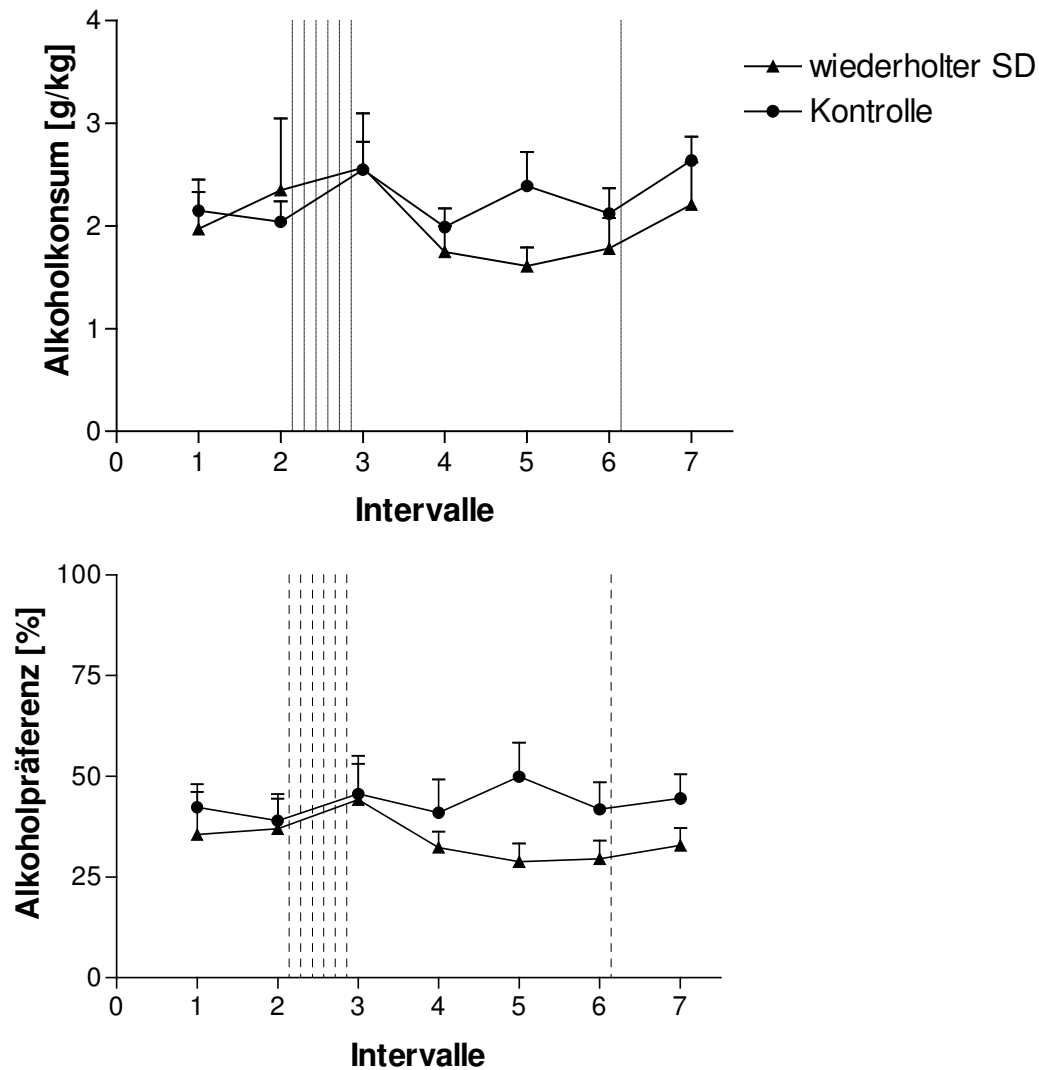 4
3
2
1
0
Alkoholkonsum [g/kg]
0 1 2 3 4 5 6 7
Intervalle
wiederholter SD
Kontrolle
100
75
50
25
0
Alkoholpräferenz [%]
0 1 2 3 4 5 6 7
Intervalle